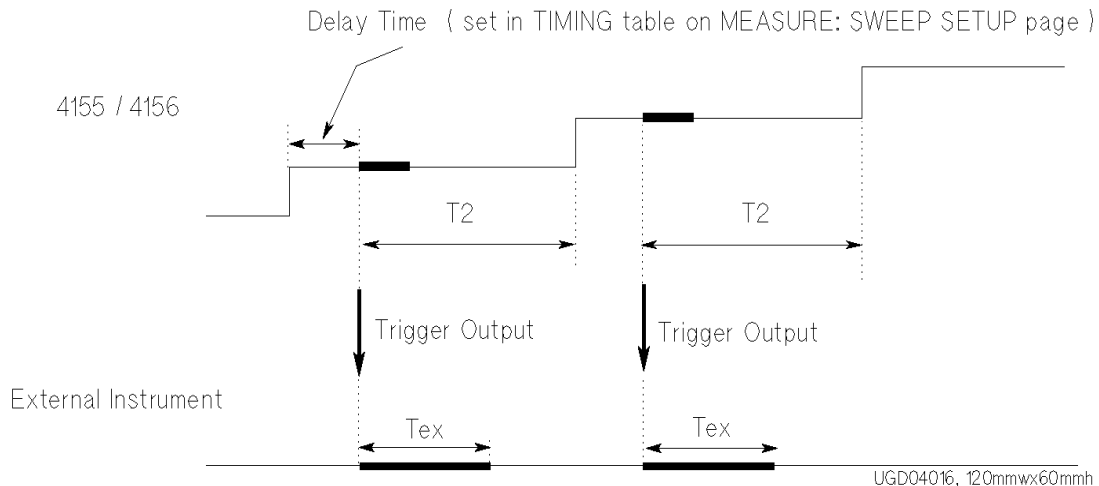 Delay Time ( set in TIMING table on MEASURE: SWEEP SETUP page )
4155 / 4156
T2
T2
Trigger Output
Trigger Output
External Instrument
Tex
Tex
UGD04016, 120mmwx60mmh